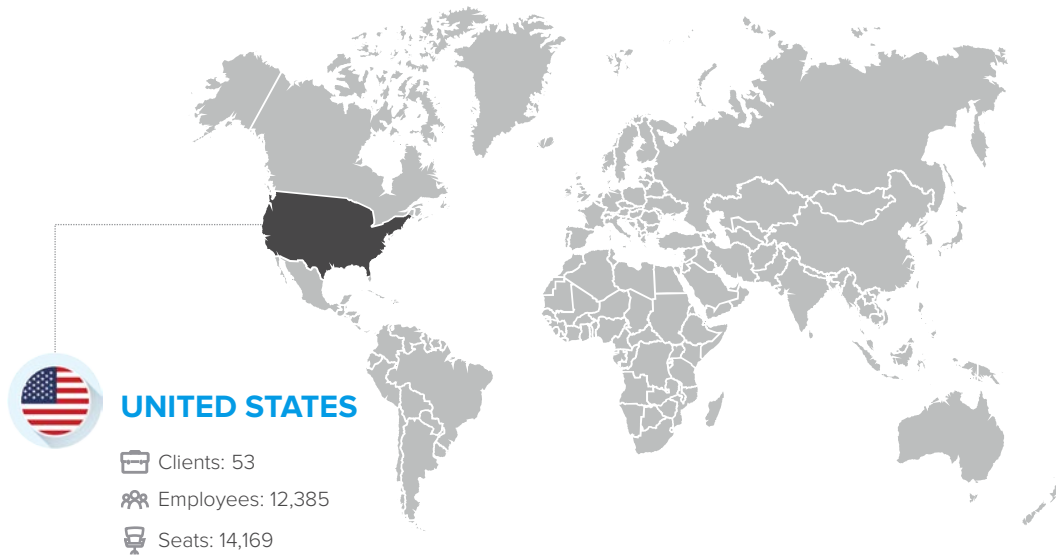 UNITED STATES
Clients: 53
Employees: 12,385
Seats: 14,169